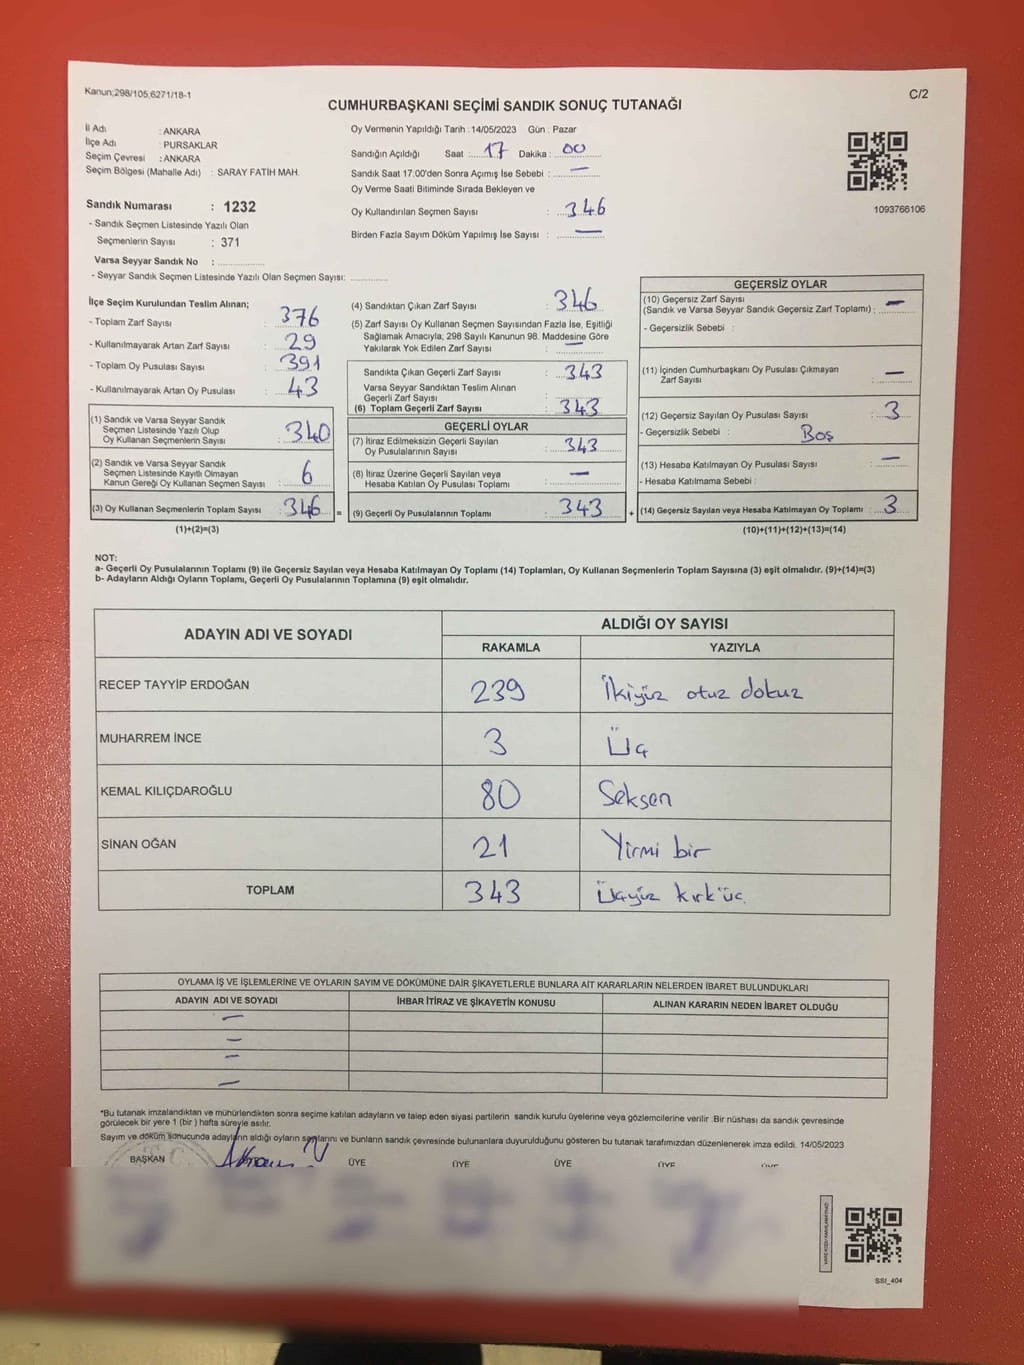 Kanun;298/105,6271/18-1
C/2
CUMHURBAŞKANI SEÇİMİ SANDIK SONUÇ TUTANAĞI
İl Adı : ANKARA
İlçe Adı : PURSAKLAR
Seçim Çevresi : ANKARA
Seçim Bölgesi (Mahalle Adı) : SARAY FATİH MAH.
Sandık Numarası : 1232
- Sandık Seçmen Listesinde Yazılı Olan
Seçmenlerin Sayısı : 371
Varsa Seyyar Sandık No :
- Seyyar Sandık Seçmen Listesinde Yazılı Olan Seçmen Sayısı:
Oy Vermenin Yapıldığı Tarih :14/05/2023 Gün : Pazar
Sandığın Açıldığı Saat : 17 Dakika : 00
Sandık Saat 17.00'den Sonra Açımış İse Sebebi : —
Oy Verme Saati Bitiminde Sırada Bekleyen ve
Oy Kullandırılan Seçmen Sayısı : 346
Birden Fazla Sayım Döküm Yapılmış İse Sayısı : —
1093766106
İlçe Seçim Kurulundan Teslim Alınan;
- Toplam Zarf Sayısı : 376
- Kullanılmayarak Artan Zarf Sayısı : 29
- Toplam Oy Pusulası Sayısı : 391
- Kullanılmayarak Artan Oy Pusulası : 43
(1) Sandık ve Varsa Seyyar Sandık
Seçmen Listesinde Yazılı Olup
Oy Kullanan Seçmenlerin Sayısı : 340
(2) Sandık ve Varsa Seyyar Sandık
Seçmen Listesinde Kayıtlı Olmayan
Kanun Gereği Oy Kullanan Seçmen Sayısı : 6
(3) Oy Kullanan Seçmenlerin Toplam Sayısı : 346 =
(1)+(2)=(3)
(4) Sandıktan Çıkan Zarf Sayısı : 346
(5) Zarf Sayısı Oy Kullanan Seçmen Sayısından Fazla İse, Eşitliği
Sağlamak Amacıyla; 298 Sayılı Kanunun 98. Maddesine Göre
Yakılarak Yok Edilen Zarf Sayısı : —
Sandıkta Çıkan Geçerli Zarf Sayısı : 343
Varsa Seyyar Sandıktan Teslim Alınan
Geçerli Zarf Sayısı :
(6) Toplam Geçerli Zarf Sayısı : 343
GEÇERLİ OYLAR
(7) İtiraz Edilmeksizin Geçerli Sayılan
Oy Pusulalarının Sayısı : 343
(8) İtiraz Üzerine Geçerli Sayılan veya
Hesaba Katılan Oy Pusulası Toplamı : —
(9) Geçerli Oy Pusulalarının Toplamı : 343 +
GEÇERSİZ OYLAR
(10) Geçersiz Zarf Sayısı
(Sandık ve Varsa Seyyar Sandık Geçersiz Zarf Toplamı) : —
- Geçersizlik Sebebi :
(11) İçinden Cumhurbaşkanı Oy Pusulası Çıkmayan
Zarf Sayısı : —
(12) Geçersiz Sayılan Oy Pusulası Sayısı : 3
- Geçersizlik Sebebi : Boş
(13) Hesaba Katılmayan Oy Pusulası Sayısı : —
- Hesaba Katılmama Sebebi :
(14) Geçersiz Sayılan veya Hesaba Katılmayan Oy Toplamı : 3
(10)+(11)+(12)+(13)=(14)
NOT:
a- Geçerli Oy Pusulalarının Toplamı (9) ile Geçersiz Sayılan veya Hesaba Katılmayan Oy Toplamı (14) Toplamları, Oy Kullanan Seçmenlerin Toplam Sayısına (3) eşit olmalıdır. (9)+(14)=(3)
b- Adayların Aldığı Oyların Toplamı, Geçerli Oy Pusulalarının Toplamına (9) eşit olmalıdır.
ADAYIN ADI VE SOYADI ALDIĞI OY SAYISI
RAKAMLA YAZIYLA
RECEP TAYYİP ERDOĞAN 239 İkiyüz otuz dokuz
MUHARREM İNCE 3 Üç
KEMAL KILIÇDAROĞLU 80 Seksen
SİNAN OĞAN 21 Yirmi bir
TOPLAM 343 Üçyüz kırk üç.
OYLAMA İŞ VE İŞLEMLERİNE VE OYLARIN SAYIM VE DÖKÜMÜNE DAİR ŞİKAYETLERLE BUNLARA AİT KARARLARIN NELERDEN İBARET BULUNDUKLARI
ADAYIN ADI VE SOYADI İHBAR İTİRAZ VE ŞİKAYETİN KONUSU ALINAN KARARIN NEDEN İBARET OLDUĞU
—
—
—
—
*Bu tutanak imzalandıktan ve mühürlendikten sonra seçime katılan adayların ve talep eden siyasi partilerin sandık kurulu üyelerine veya gözlemcilerine verilir .Bir nüshası da sandık çevresinde
görülecek bir yere 1 (bir ) hafta süreyle asılır.
Sayım ve döküm sonucunda adayların aldığı oyların sayılarını ve bunların sandık çevresinde bulunanlara duyurulduğunu gösteren bu tutanak tarafımızdan düzenlenerek imza edildi. 14/05/2023
BAŞKAN ÜYE ÜYE ÜYE ÜYE
SSI_404